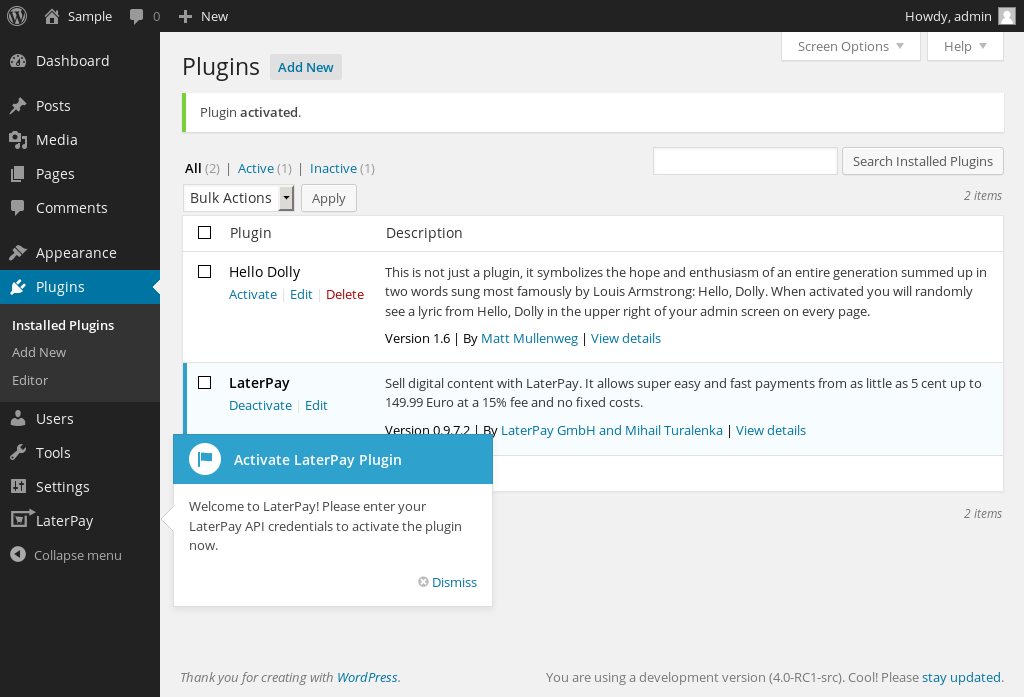 Sample 0 New Howdy, admin
Dashboard
Posts
Media
Pages
Comments
Appearance
Plugins
Installed Plugins
Add New
Editor
Users
Tools
Settings
LaterPay
Collapse menu
Screen Options Help
Plugins Add New
Plugin activated.
All (2) | Active (1) | Inactive (1)
Search Installed Plugins
Bulk Actions Apply
2 items
Plugin Description
Hello Dolly
Activate | Edit | Delete
This is not just a plugin, it symbolizes the hope and enthusiasm of an entire generation summed up in
two words sung most famously by Louis Armstrong: Hello, Dolly. When activated you will randomly
see a lyric from Hello, Dolly in the upper right of your admin screen on every page.
Version 1.6 | By Matt Mullenweg | View details
LaterPay
Deactivate | Edit
Sell digital content with LaterPay. It allows super easy and fast payments from as little as 5 cent up to
149.99 Euro at a 15% fee and no fixed costs.
Version 0.9.7.2 | By LaterPay GmbH and Mihail Turalenka | View details
Activate LaterPay Plugin
Welcome to LaterPay! Please enter your
LaterPay API credentials to activate the plugin
now.
Dismiss
2 items
Thank you for creating with WordPress.
You are using a development version (4.0-RC1-src). Cool! Please stay updated.